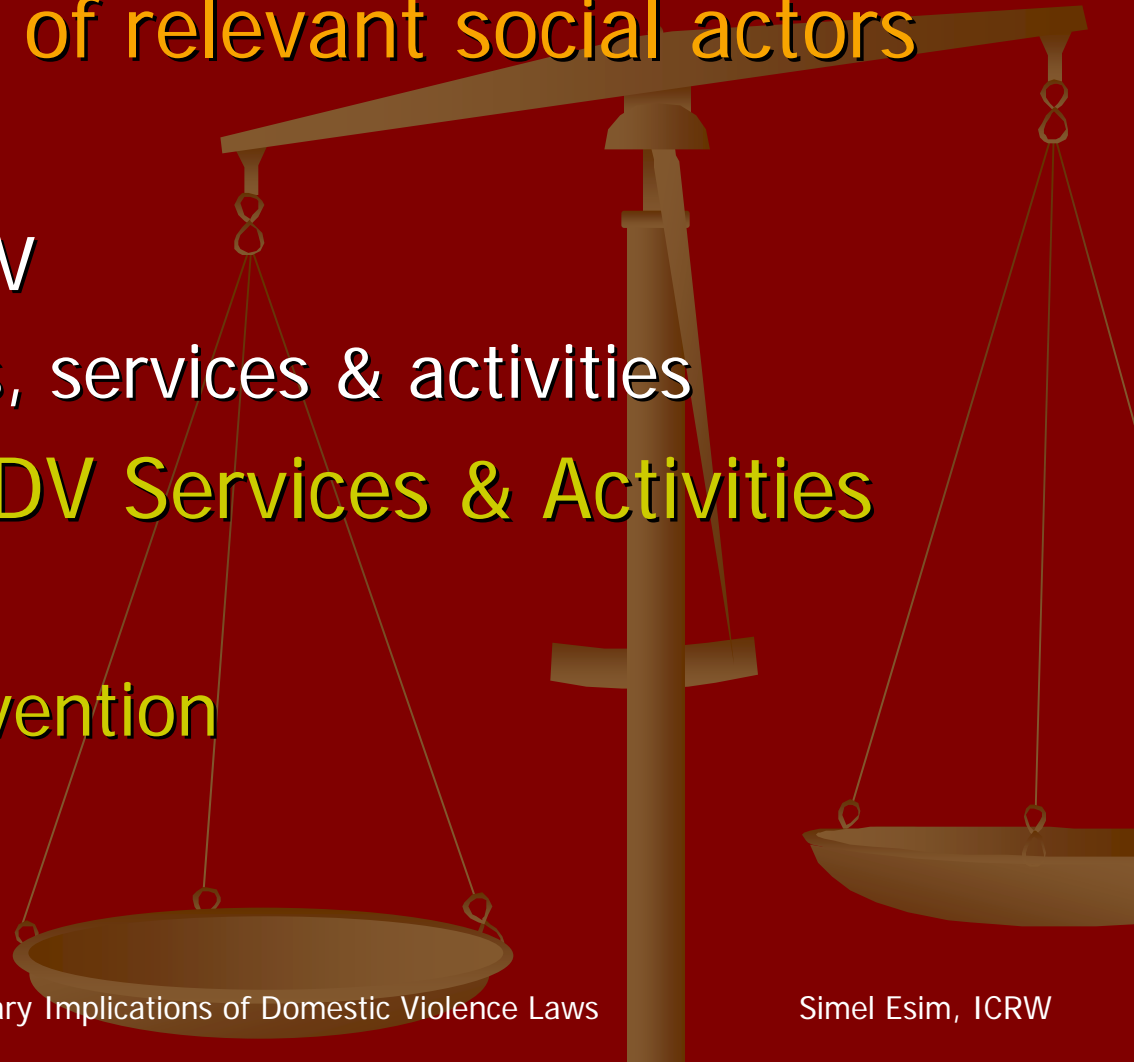 of relevant social actors
V
, services & activities
DV Services & Activities
vention
ary Implications of Domestic Violence Laws
Simel Esim, ICRW